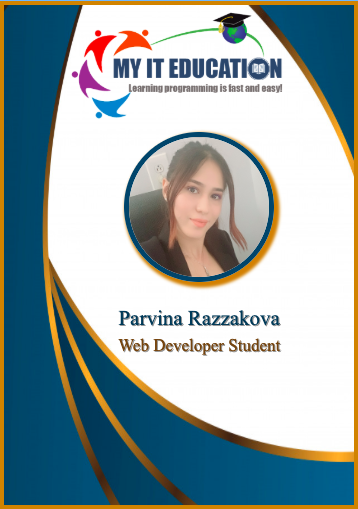 MY IT EDUCATION
Learning programming is fast and easy!
Parvina Razzakova
Web Developer Student